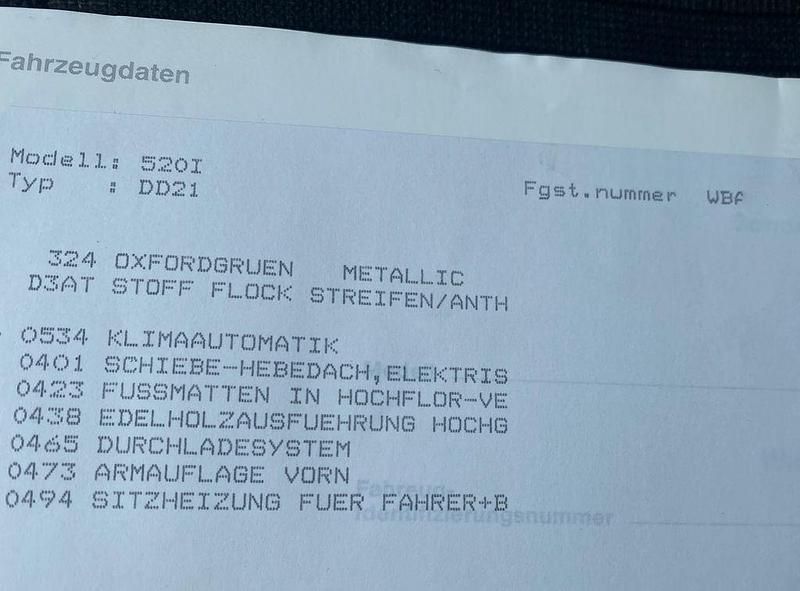 Fahrzeugdaten
Modell: 520I
Typ : DD21
Fgst.nummer WBA
324 OXFORDGRUEN METALLIC
D3AT STOFF FLOCK STREIFEN/ANTH
0534 KLIMAAUTOMATIK
0401 SCHIEBE-HEBEDACH,ELEKTRIS
0423 FUSSMATTEN IN HOCHFLOR-VE
0438 EDELHOLZAUSFUEHRUNG HOCHG
0465 DURCHLADESYSTEM
0473 ARMAUFLAGE VORN
0494 SITZHEIZUNG FUER FAHRER+B
Fahrzeug-
Identifizierungsnummer